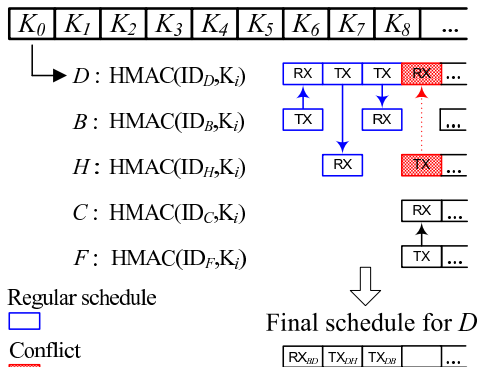 K0 K1 K2 K3 K4 K5 K6 K7 K8 ...
D : HMAC(IDD,Ki) RX TX TX RX ...
B : HMAC(IDB,Ki) TX RX ...
H : HMAC(IDH,Ki) RX TX ...
C : HMAC(IDC,Ki) RX ...
F : HMAC(IDF,Ki) TX ...
Regular schedule
Final schedule for D
Conflict
RXBD TXDH TXDB ...